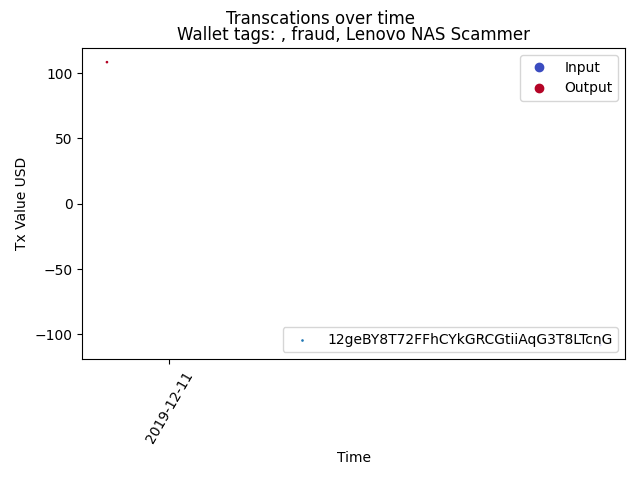 Transcations over time
Wallet tags: , fraud, Lenovo NAS Scammer
Tx Value USD
100
50
0
−50
−100
Input
Output
12geBY8T72FFhCYkGRCGtiiAqG3T8LTcnG
2019-12-11
Time